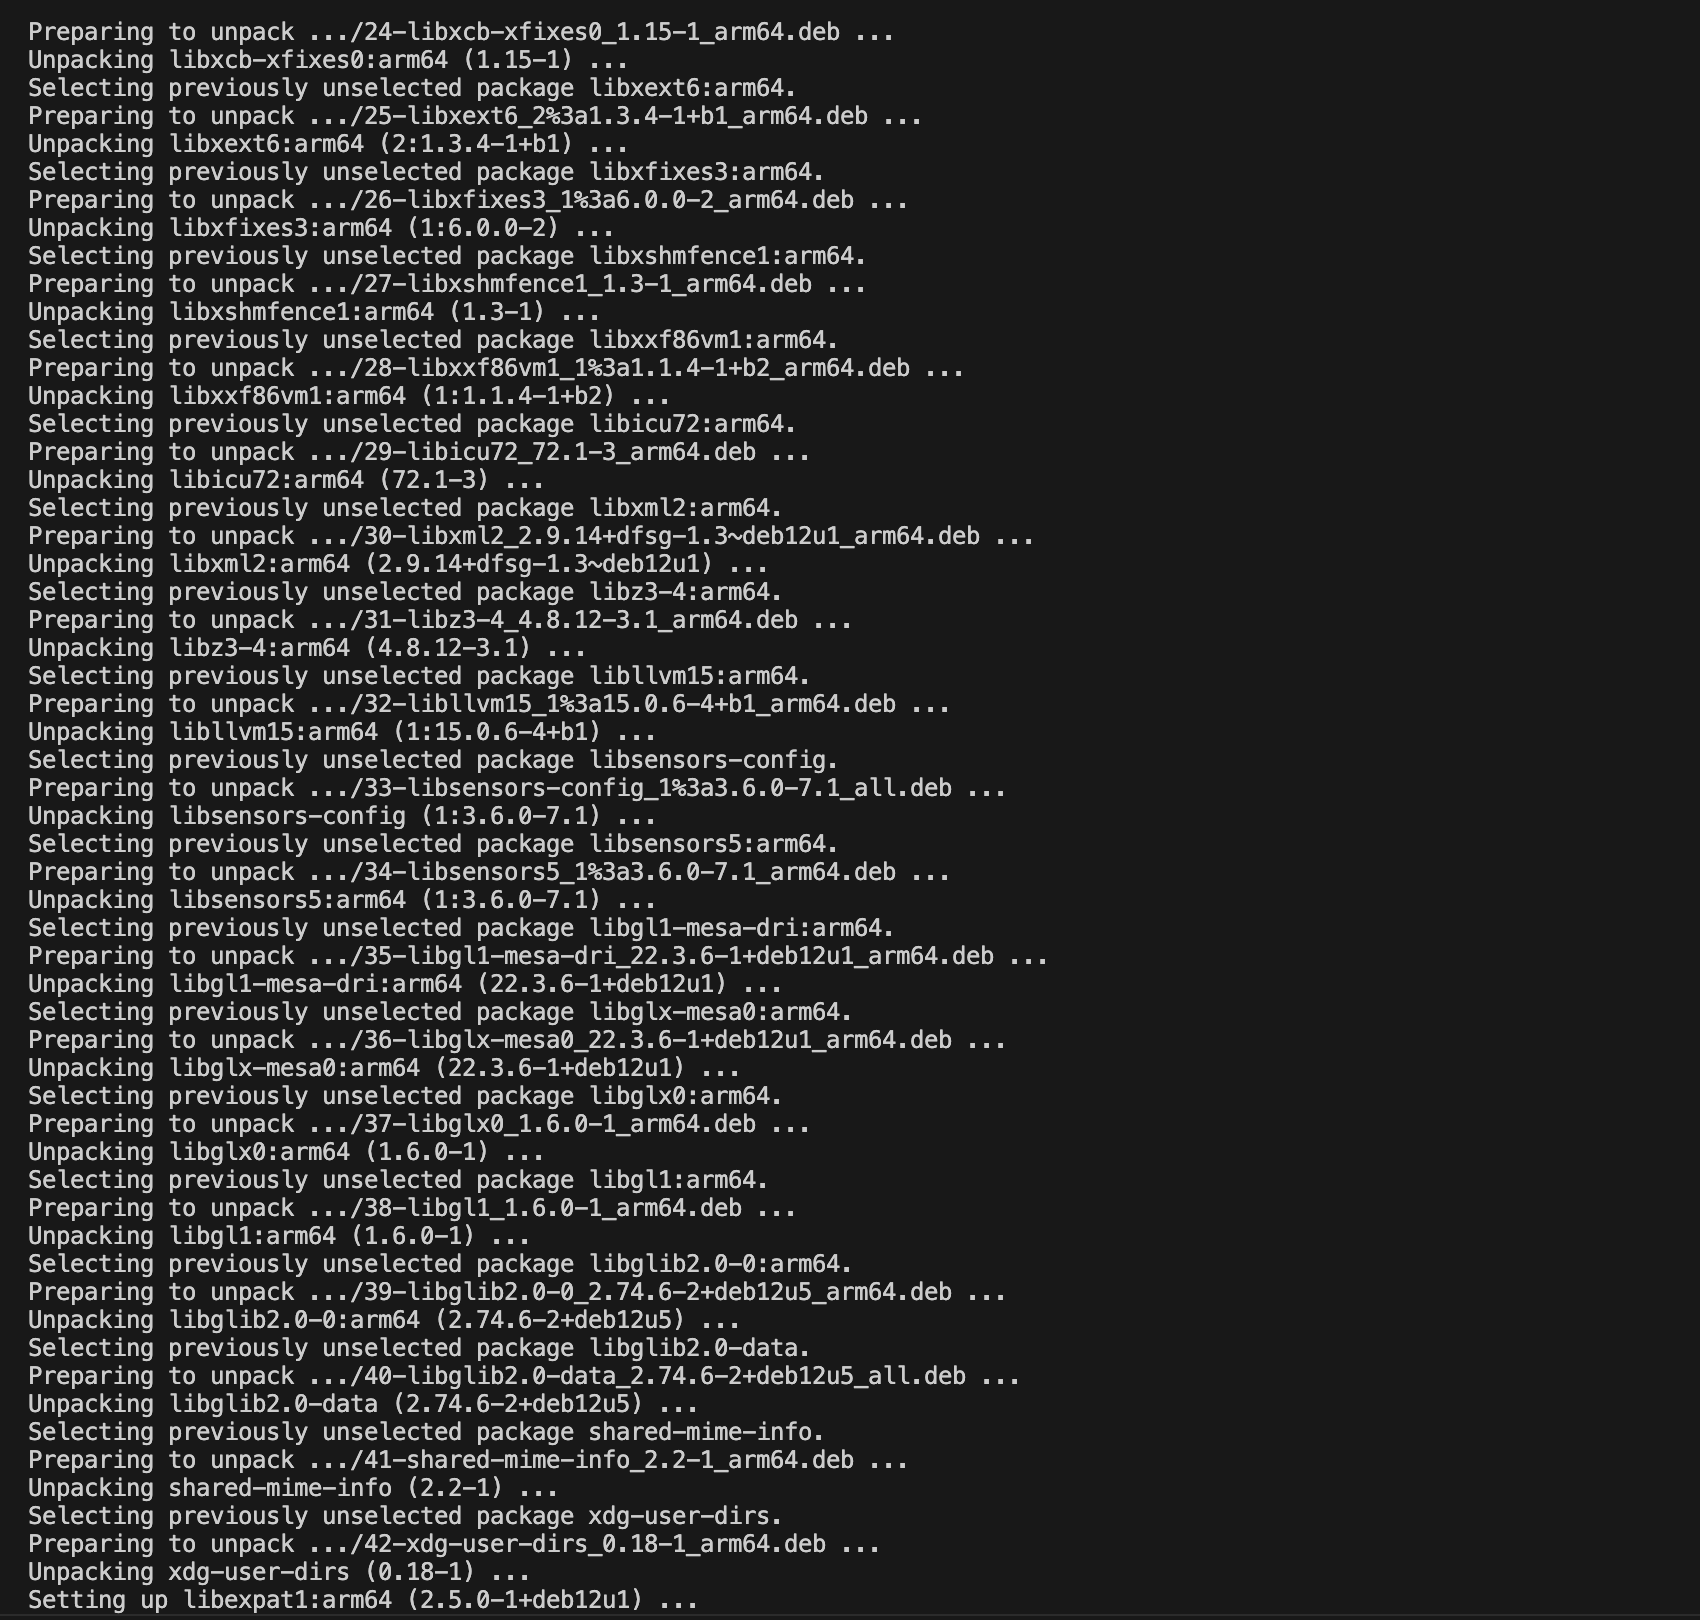 Preparing to unpack .../24-libxcb-xfixes0_1.15-1_arm64.deb ...
Unpacking libxcb-xfixes0:arm64 (1.15-1) ...
Selecting previously unselected package libxext6:arm64.
Preparing to unpack .../25-libxext6_2%3a1.3.4-1+b1_arm64.deb ...
Unpacking libxext6:arm64 (2:1.3.4-1+b1) ...
Selecting previously unselected package libxfixes3:arm64.
Preparing to unpack .../26-libxfixes3_1%3a6.0.0-2_arm64.deb ...
Unpacking libxfixes3:arm64 (1:6.0.0-2) ...
Selecting previously unselected package libxshmfence1:arm64.
Preparing to unpack .../27-libxshmfence1_1.3-1_arm64.deb ...
Unpacking libxshmfence1:arm64 (1.3-1) ...
Selecting previously unselected package libxxf86vm1:arm64.
Preparing to unpack .../28-libxxf86vm1_1%3a1.1.4-1+b2_arm64.deb ...
Unpacking libxxf86vm1:arm64 (1:1.1.4-1+b2) ...
Selecting previously unselected package libicu72:arm64.
Preparing to unpack .../29-libicu72_72.1-3_arm64.deb ...
Unpacking libicu72:arm64 (72.1-3) ...
Selecting previously unselected package libxml2:arm64.
Preparing to unpack .../30-libxml2_2.9.14+dfsg-1.3~deb12u1_arm64.deb ...
Unpacking libxml2:arm64 (2.9.14+dfsg-1.3~deb12u1) ...
Selecting previously unselected package libz3-4:arm64.
Preparing to unpack .../31-libz3-4_4.8.12-3.1_arm64.deb ...
Unpacking libz3-4:arm64 (4.8.12-3.1) ...
Selecting previously unselected package libllvm15:arm64.
Preparing to unpack .../32-libllvm15_1%3a15.0.6-4+b1_arm64.deb ...
Unpacking libllvm15:arm64 (1:15.0.6-4+b1) ...
Selecting previously unselected package libsensors-config.
Preparing to unpack .../33-libsensors-config_1%3a3.6.0-7.1_all.deb ...
Unpacking libsensors-config (1:3.6.0-7.1) ...
Selecting previously unselected package libsensors5:arm64.
Preparing to unpack .../34-libsensors5_1%3a3.6.0-7.1_arm64.deb ...
Unpacking libsensors5:arm64 (1:3.6.0-7.1) ...
Selecting previously unselected package libgl1-mesa-dri:arm64.
Preparing to unpack .../35-libgl1-mesa-dri_22.3.6-1+deb12u1_arm64.deb ...
Unpacking libgl1-mesa-dri:arm64 (22.3.6-1+deb12u1) ...
Selecting previously unselected package libglx-mesa0:arm64.
Preparing to unpack .../36-libglx-mesa0_22.3.6-1+deb12u1_arm64.deb ...
Unpacking libglx-mesa0:arm64 (22.3.6-1+deb12u1) ...
Selecting previously unselected package libglx0:arm64.
Preparing to unpack .../37-libglx0_1.6.0-1_arm64.deb ...
Unpacking libglx0:arm64 (1.6.0-1) ...
Selecting previously unselected package libgl1:arm64.
Preparing to unpack .../38-libgl1_1.6.0-1_arm64.deb ...
Unpacking libgl1:arm64 (1.6.0-1) ...
Selecting previously unselected package libglib2.0-0:arm64.
Preparing to unpack .../39-libglib2.0-0_2.74.6-2+deb12u5_arm64.deb ...
Unpacking libglib2.0-0:arm64 (2.74.6-2+deb12u5) ...
Selecting previously unselected package libglib2.0-data.
Preparing to unpack .../40-libglib2.0-data_2.74.6-2+deb12u5_all.deb ...
Unpacking libglib2.0-data (2.74.6-2+deb12u5) ...
Selecting previously unselected package shared-mime-info.
Preparing to unpack .../41-shared-mime-info_2.2-1_arm64.deb ...
Unpacking shared-mime-info (2.2-1) ...
Selecting previously unselected package xdg-user-dirs.
Preparing to unpack .../42-xdg-user-dirs_0.18-1_arm64.deb ...
Unpacking xdg-user-dirs (0.18-1) ...
Setting up libexpat1:arm64 (2.5.0-1+deb12u1) ...